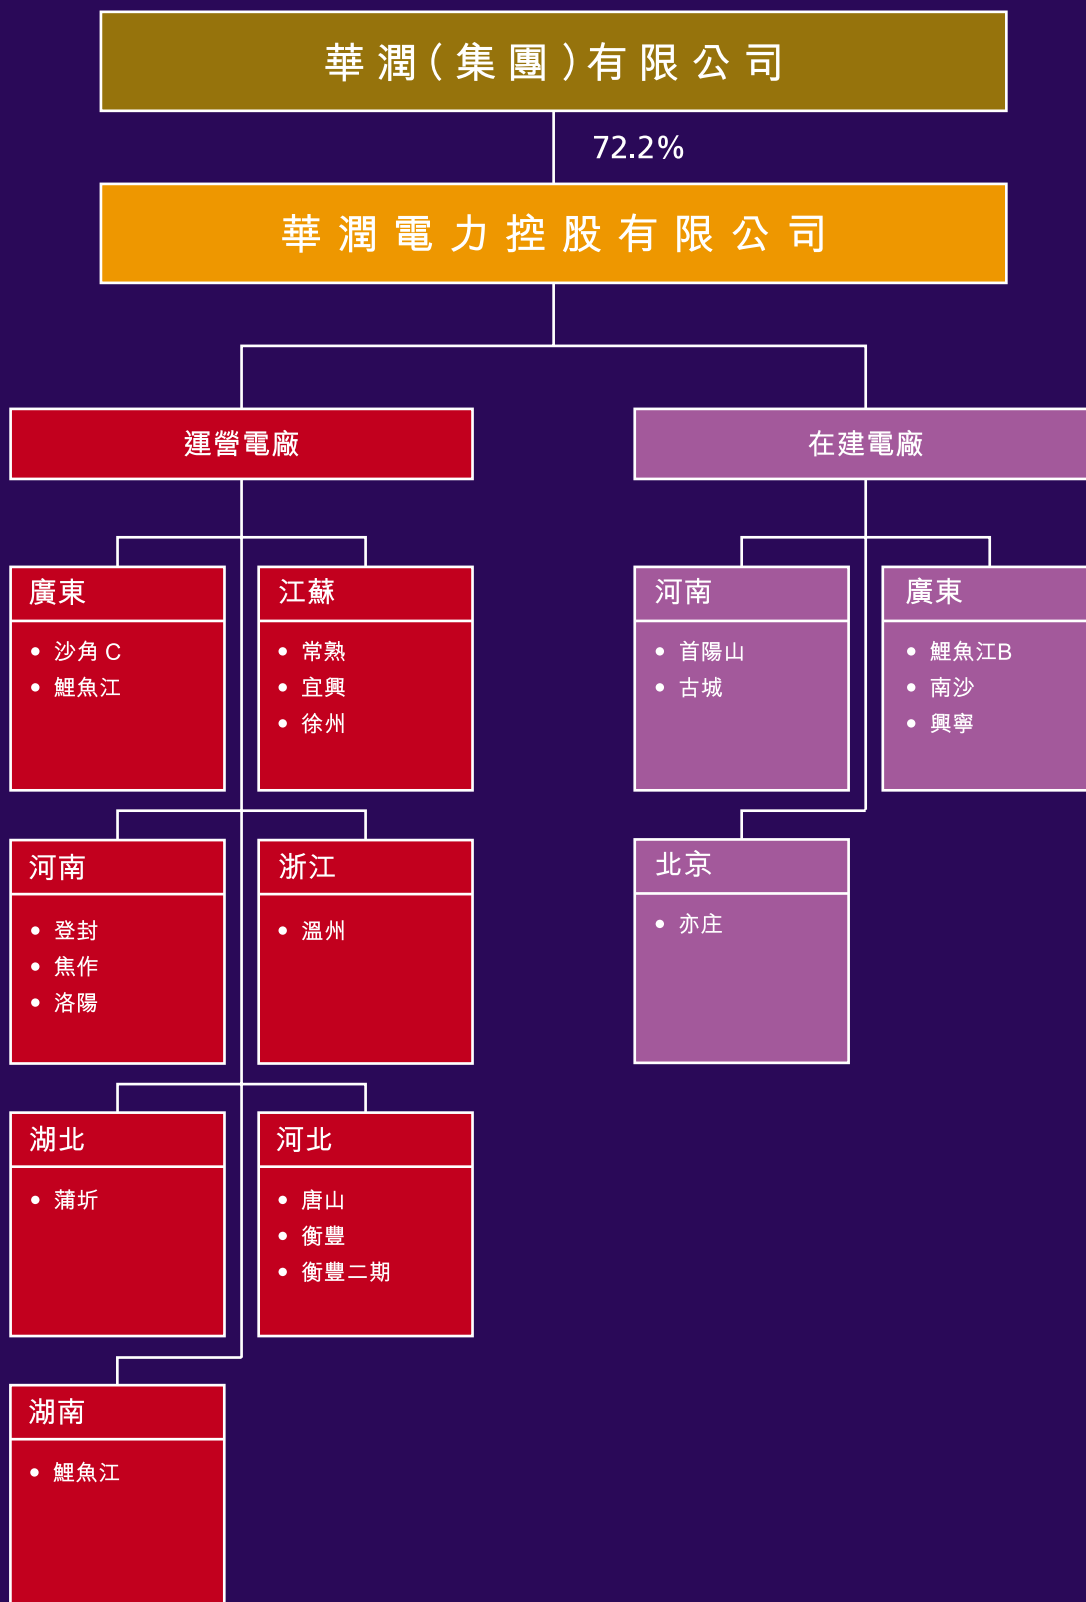 華潤(集團)有限公司
72.2%
華潤電力控股有限公司
運營電廠
在建電廠
廣東
• 沙角 C
• 鯉魚江
江蘇
• 常熟
• 宜興
• 徐州
河南
• 首陽山
• 古城
廣東
• 鯉魚江B
• 南沙
• 興寧
河南
• 登封
• 焦作
• 洛陽
浙江
• 溫州
北京
• 亦庄
湖北
• 蒲圻
河北
• 唐山
• 衡豐
• 衡豐二期
湖南
• 鯉魚江